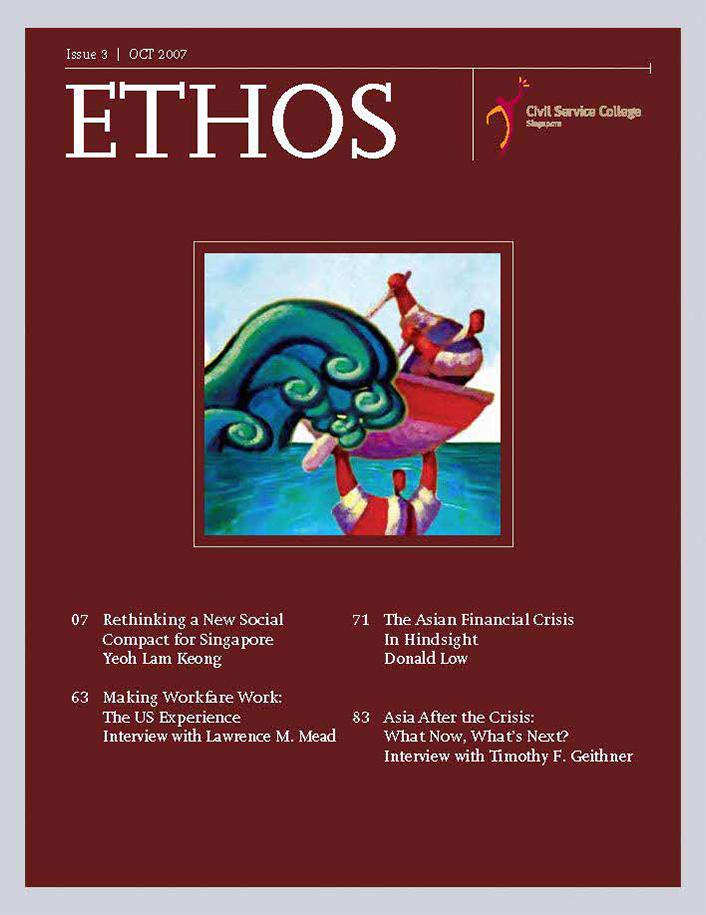 Issue 3 | OCT 2007
ETHOS
Civil Service College
Singapore
07 Rethinking a New Social
Compact for Singapore
Yeoh Lam Keong
63 Making Workfare Work:
The US Experience
Interview with Lawrence M. Mead
71 The Asian Financial Crisis
In Hindsight
Donald Low
83 Asia After the Crisis:
What Now, What's Next?
Interview with Timothy F. Geithner